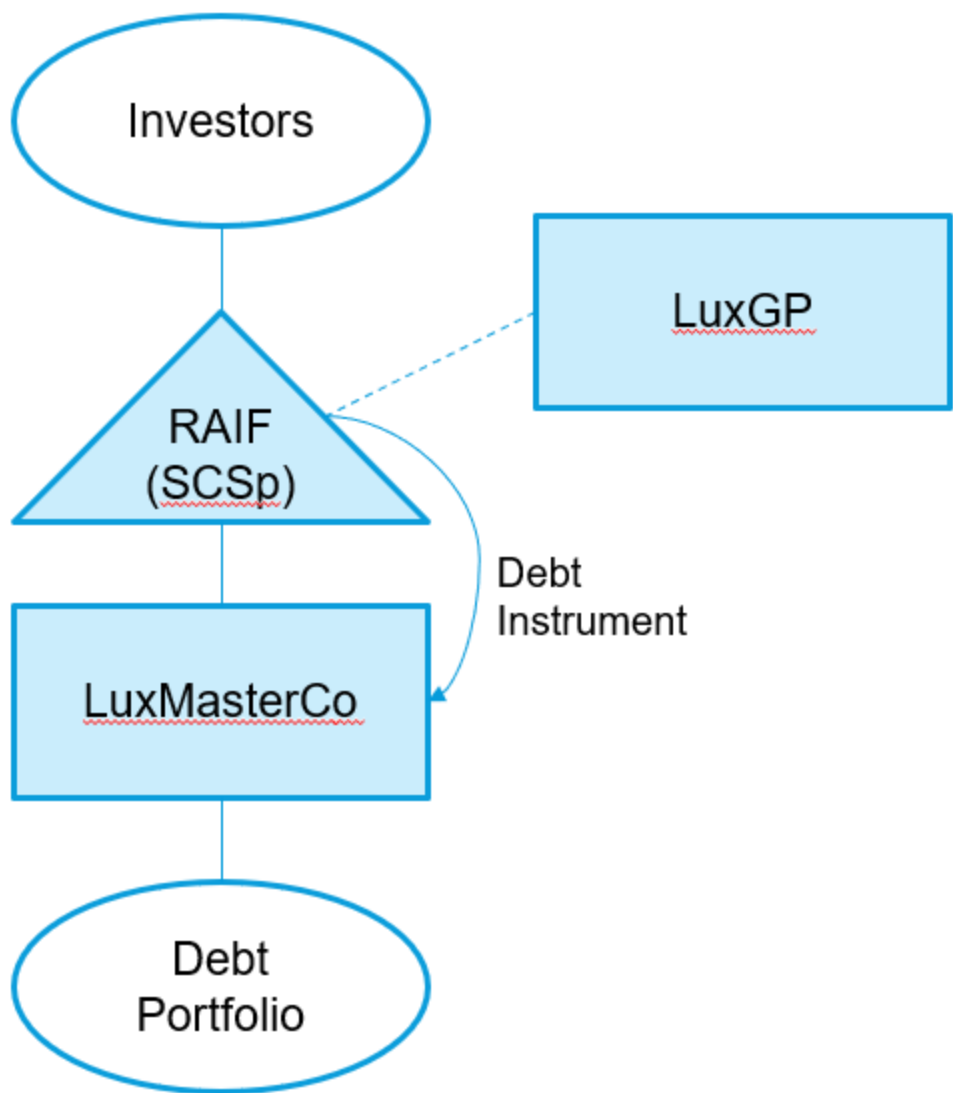 Investors
LuxGP
RAIF
(SCSp)
Debt
Instrument
LuxMasterCo
Debt
Portfolio